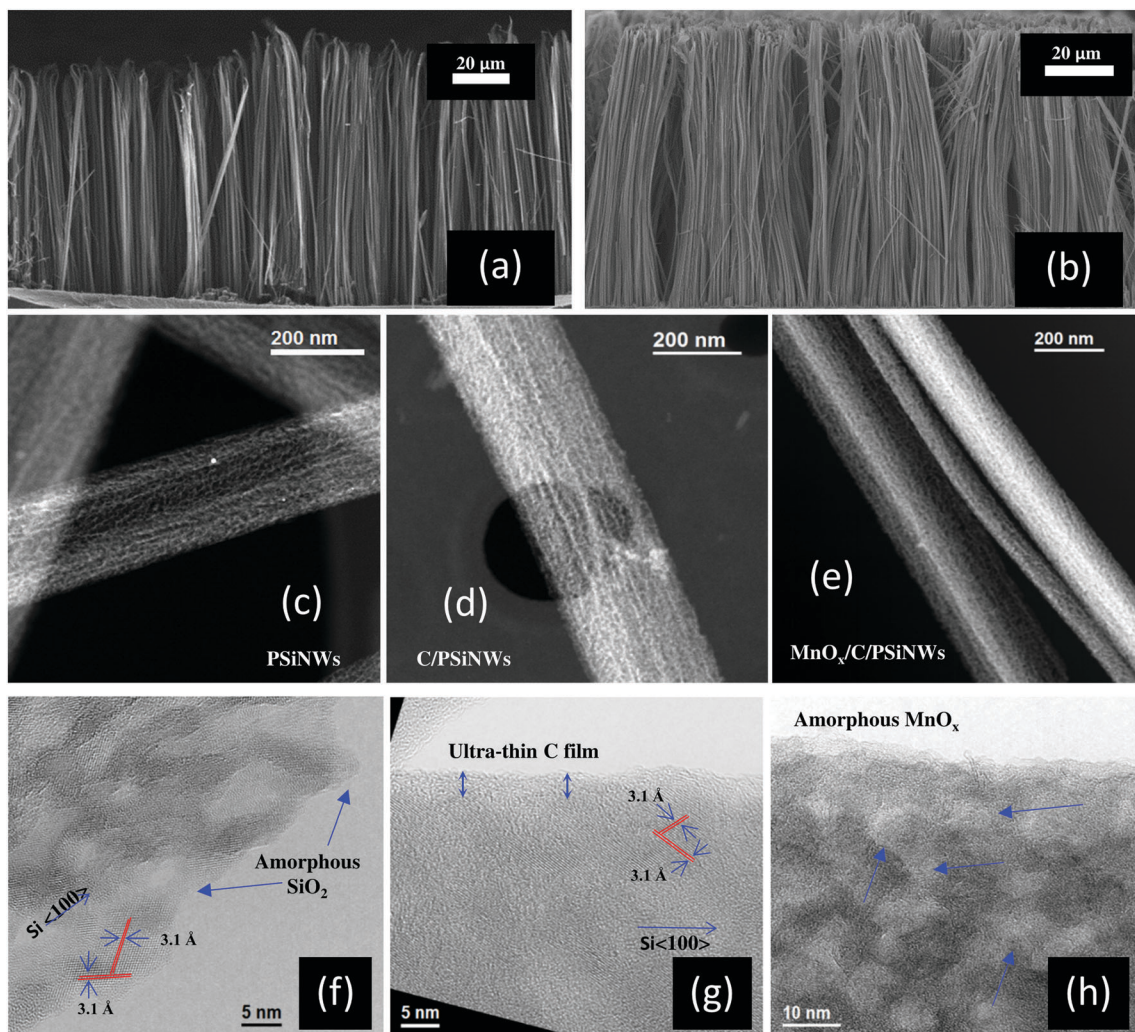 20 µm
(a)
20 µm
(b)
200 nm
(c)
PSiNWs
200 nm
(d)
C/PSiNWs
200 nm
(e)
MnOₓ/C/PSiNWs
Amorphous
SiO₂
Si <100>
3.1 Å
3.1 Å
5 nm
(f)
Ultra-thin C film
3.1 Å
3.1 Å
Si<100>
5 nm
(g)
Amorphous MnOₓ
10 nm
(h)